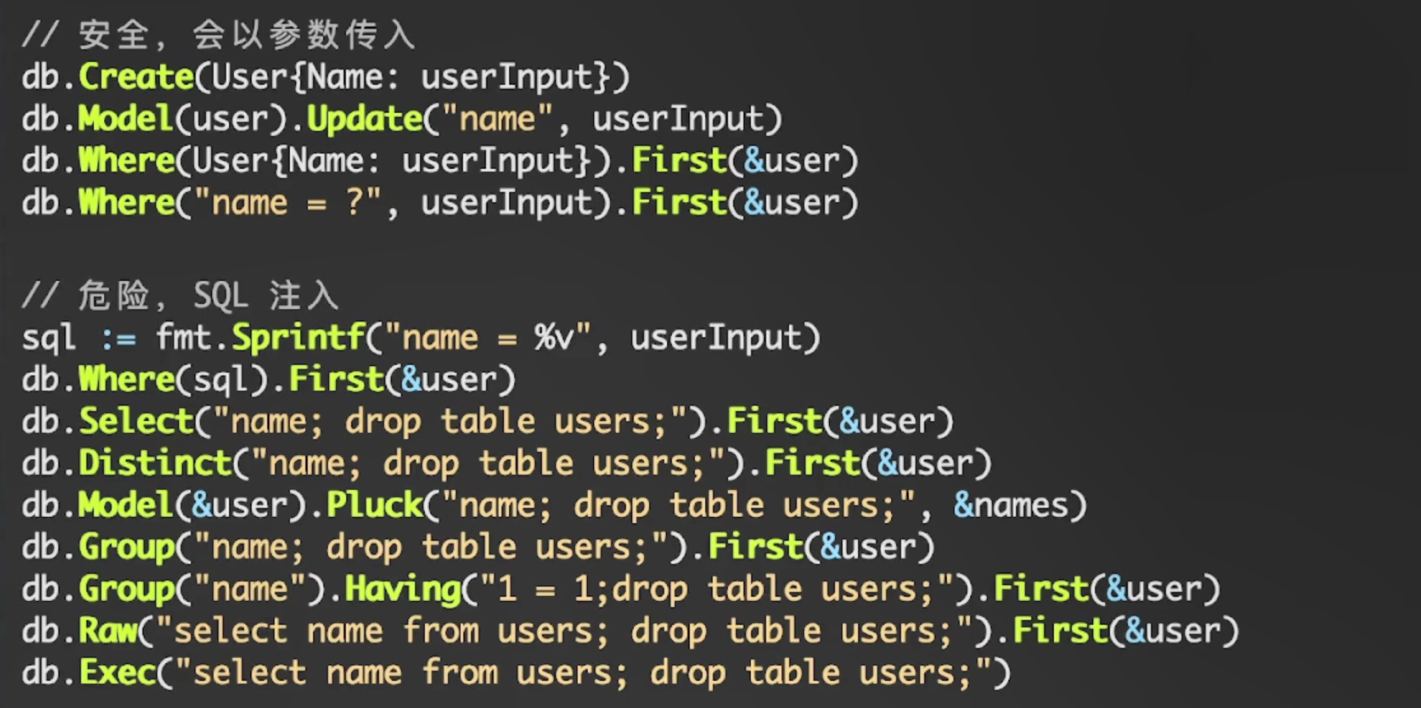 // 安全, 会以参数传入
db.Create(User{Name: userInput})
db.Model(user).Update("name", userInput)
db.Where(User{Name: userInput}).First(&user)
db.Where("name = ?", userInput).First(&user)
// 危险, SQL 注入
sql := fmt.Sprintf("name = %v", userInput)
db.Where(sql).First(&user)
db.Select("name; drop table users;").First(&user)
db.Distinct("name; drop table users;").First(&user)
db.Model(&user).Pluck("name; drop table users;", &names)
db.Group("name; drop table users;").First(&user)
db.Group("name").Having("1 = 1;drop table users;").First(&user)
db.Raw("select name from users; drop table users;").First(&user)
db.Exec("select name from users; drop table users;")